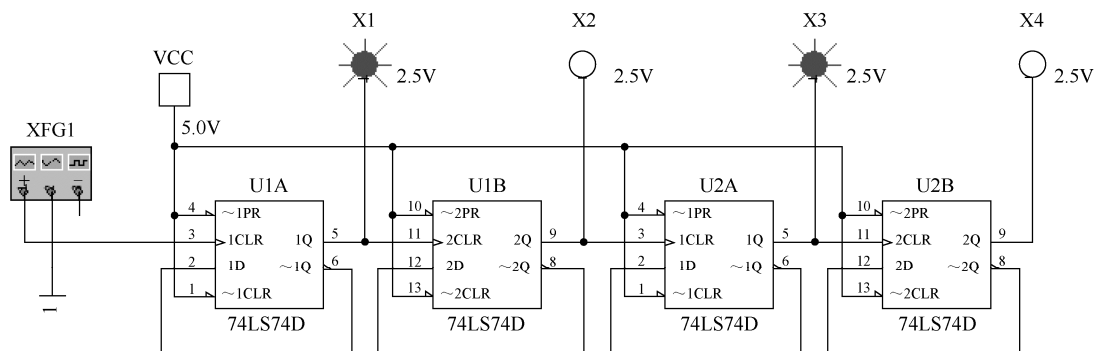 X1
X2
X3
X4
VCC
2.5V
2.5V
2.5V
2.5V
5.0V
XFG1
+
−
U1A
U1B
U2A
U2B
4
~1PR
3
1CLR
1Q
5
2
1D
~1Q
6
1
~1CLR
74LS74D
10
~2PR
11
2CLR
2Q
9
12
2D
~2Q
8
13
~2CLR
74LS74D
4
~1PR
3
1CLR
1Q
5
2
1D
~1Q
6
1
~1CLR
74LS74D
10
~2PR
11
2CLR
2Q
9
12
2D
~2Q
8
13
~2CLR
74LS74D
1